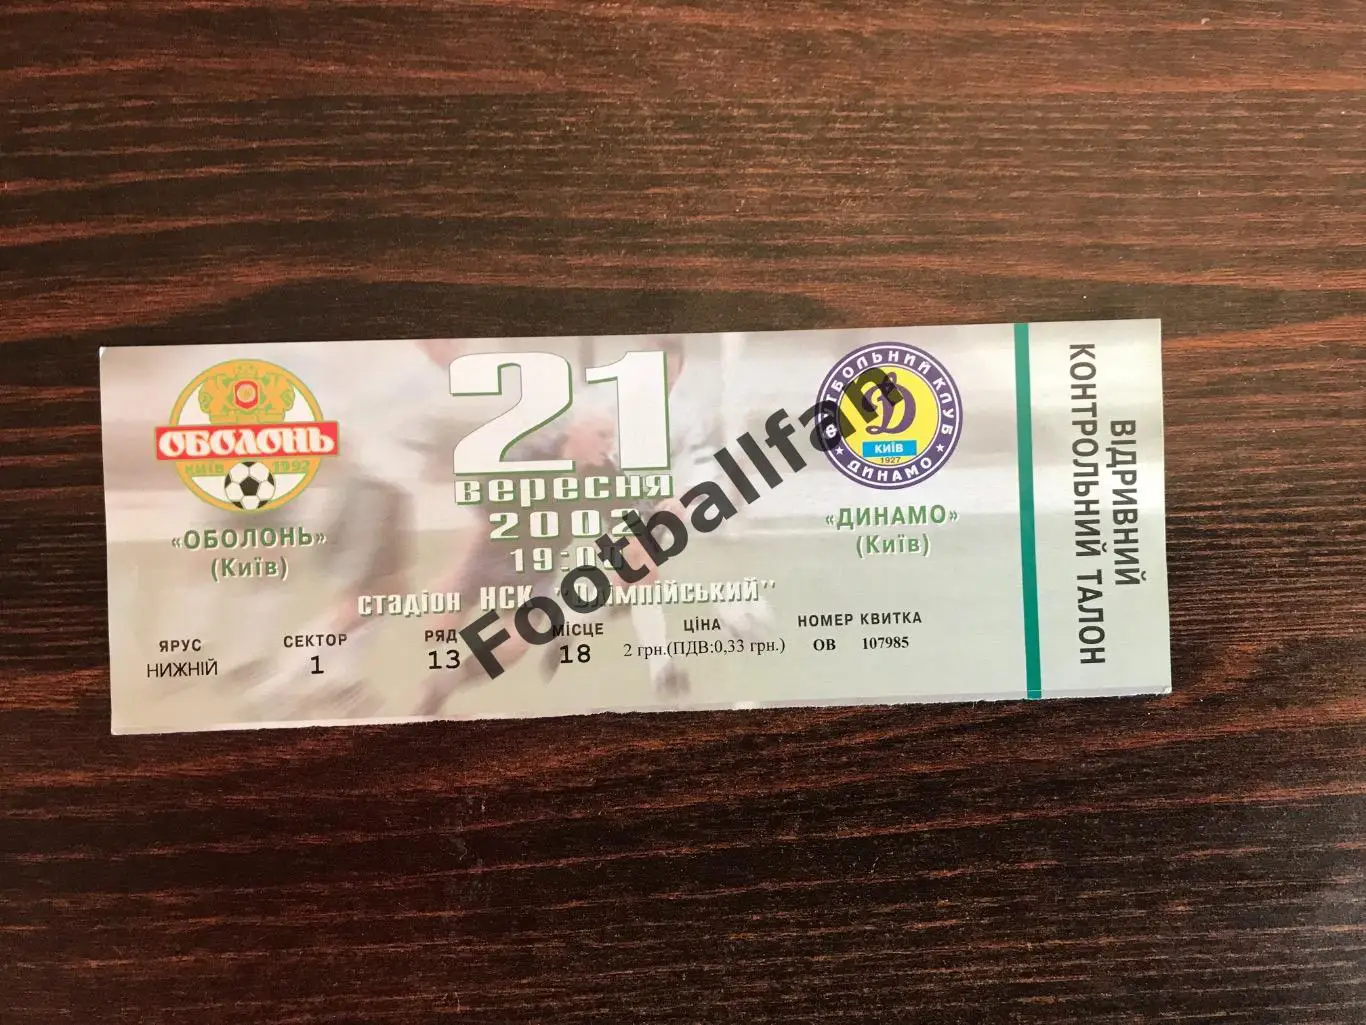 ОБОЛОНЬ
КИЇВ 1992
«ОБОЛОНЬ»
(Київ)
21
вересня
2002
19:00
стадіон НСК "Олімпійський"
ФУТБОЛЬНИЙ КЛУБ
Д
КИЇВ
1927
ДИНАМО
«ДИНАМО»
(Київ)
ЯРУС СЕКТОР РЯД МІСЦЕ ЦІНА НОМЕР КВИТКА
НИЖНІЙ 1 13 18 2 грн.(ПДВ:0,33 грн.) ОВ 107985
ВІДРИВНИЙ
КОНТРОЛЬНИЙ ТАЛОН
Footballfan